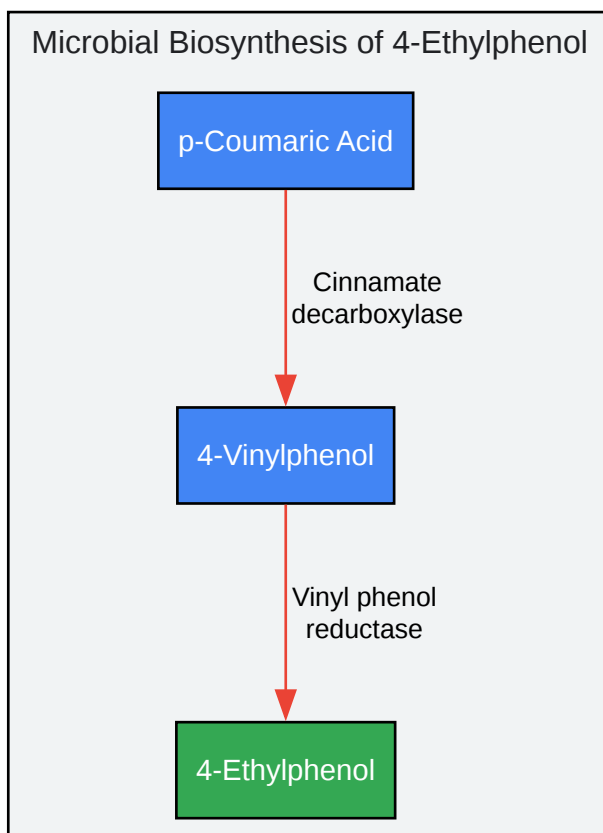 Microbial Biosynthesis of 4-Ethylphenol
p-Coumaric Acid
Cinnamate
decarboxylase
4-Vinylphenol
Vinyl phenol
reductase
4-Ethylphenol